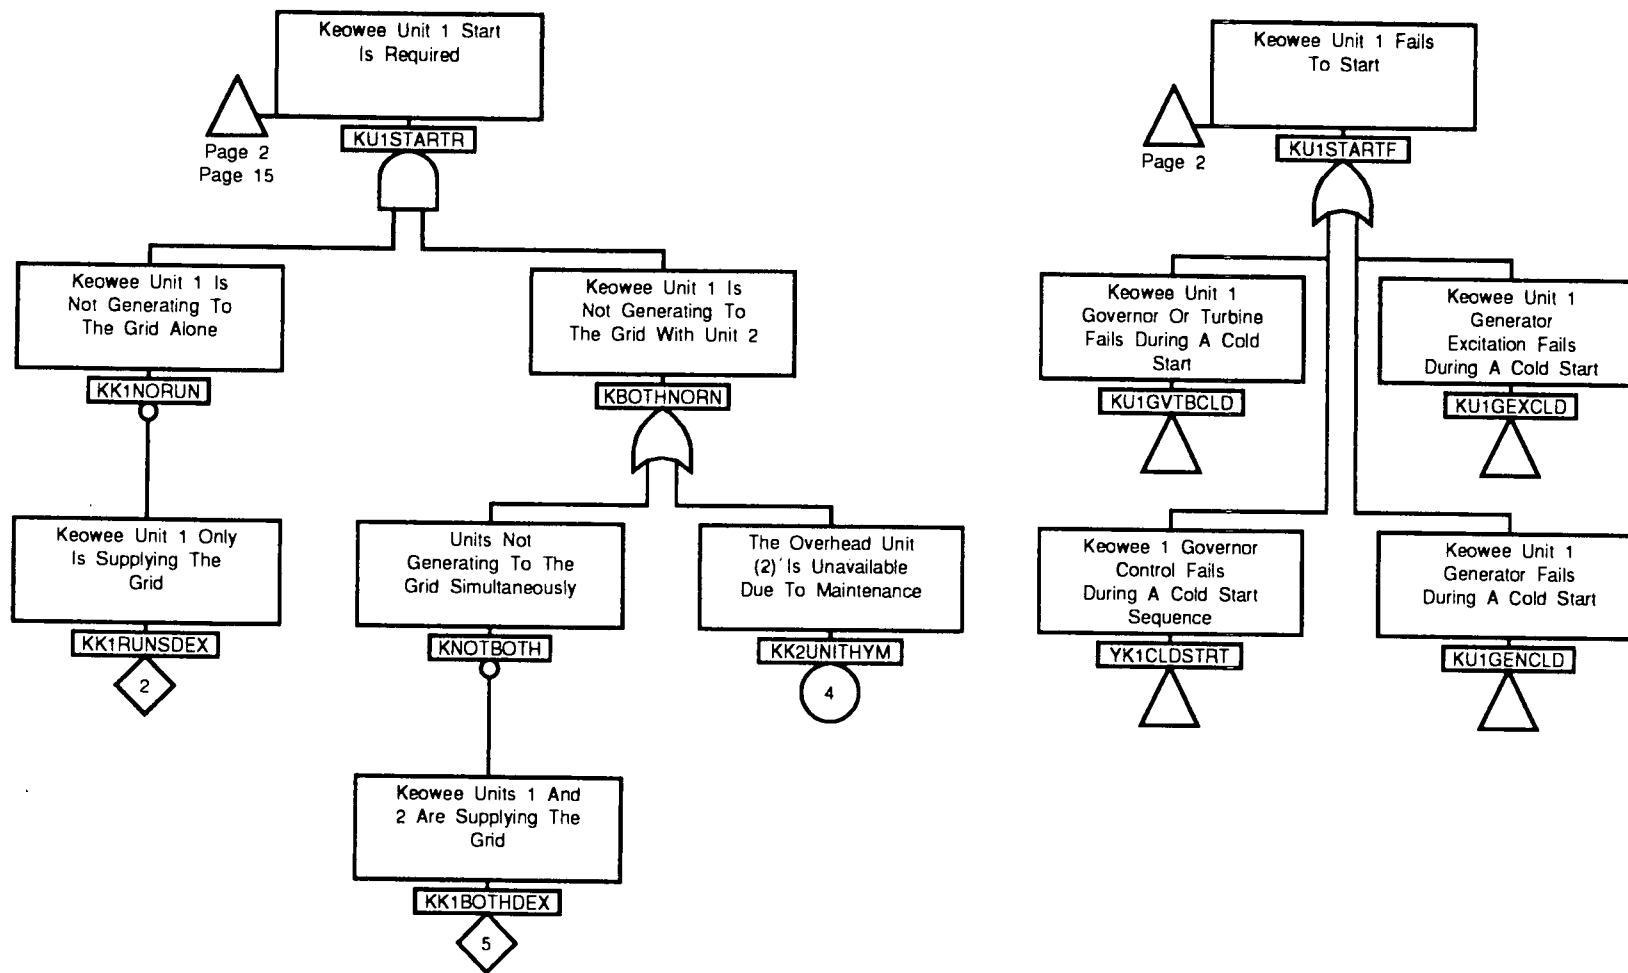 Keowee Unit 1 Start
Is Required
Page 2
Page 15
KU1STARTR
Keowee Unit 1 Is
Not Generating To
The Grid Alone
KK1NORUN
Keowee Unit 1 Is
Not Generating To
The Grid With Unit 2
KBOTHNORN
Keowee Unit 1 Only
Is Supplying The
Grid
KK1RUNSDEX
2
Units Not
Generating To The
Grid Simultaneously
KNOTBOTH
The Overhead Unit
(2) Is Unavailable
Due To Maintenance
KK2UNITHYM
4
Keowee Units 1 And
2 Are Supplying The
Grid
KK1BOTHDEX
5
Keowee Unit 1 Fails
To Start
Page 2
KU1STARTF
Keowee Unit 1
Governor Or Turbine
Fails During A Cold
Start
KU1GVTBCLD
Keowee Unit 1
Generator
Excitation Fails
During A Cold Start
KU1GEXCLD
Keowee 1 Governor
Control Fails
During A Cold Start
Sequence
YK1CLDSTRT
Keowee Unit 1
Generator Fails
During A Cold Start
KU1GENCLD